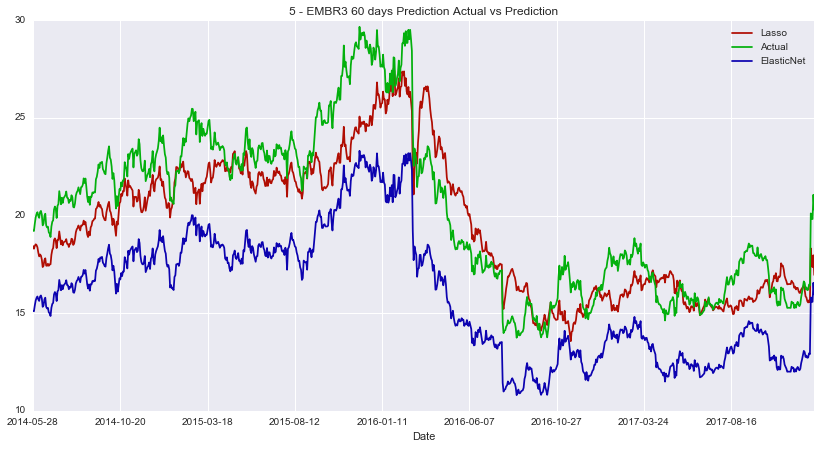 5 - EMBR3 60 days Prediction Actual vs Prediction
Lasso
Actual
ElasticNet
30
25
20
15
10
2014-05-28 2014-10-20 2015-03-18 2015-08-12 2016-01-11 2016-06-07 2016-10-27 2017-03-24 2017-08-16
Date